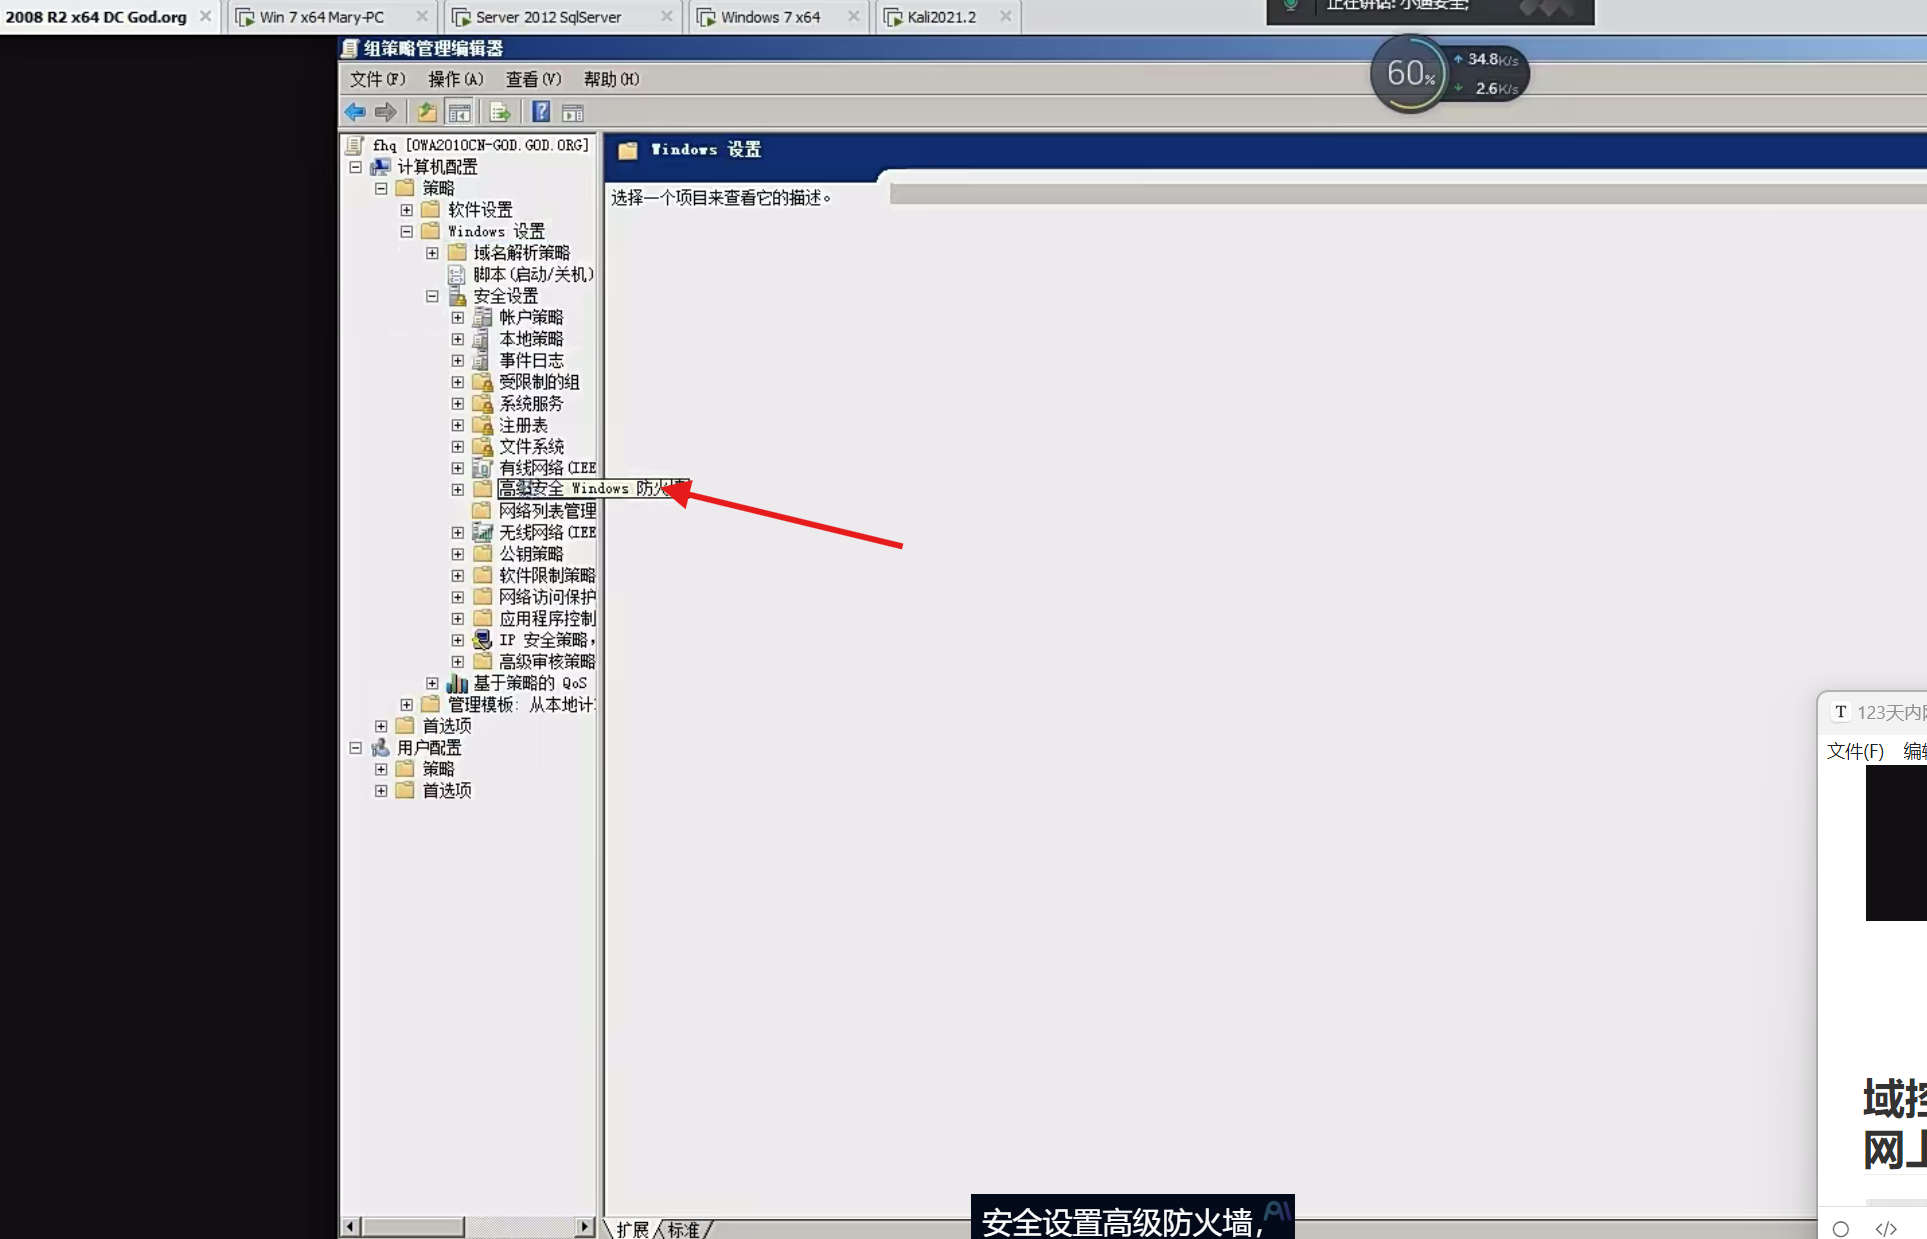 2008 R2 x64 DC God.org
Win 7 x64 Mary-PC
Server 2012 SqlServer
Windows 7 x64
Kali2021.2
正在讲话: 小迪安全;
组策略管理编辑器
文件(F) 操作(A) 查看(V) 帮助(H)
60%
34.8K/s
2.6K/s
fhq [OWA2010CN-GOD.GOD.ORG]
计算机配置
策略
软件设置
Windows 设置
域名解析策略
脚本(启动/关机)
安全设置
帐户策略
本地策略
事件日志
受限制的组
系统服务
注册表
文件系统
有线网络(IEE
高级安全 Windows 防火
网络列表管理
无线网络(IEE
公钥策略
软件限制策略
网络访问保护
应用程序控制
IP 安全策略,
高级审核策略
基于策略的 QoS
管理模板: 从本地计
首选项
用户配置
策略
首选项
Windows 设置
选择一个项目来查看它的描述。
扩展 标准
安全设置高级防火墙,
AI
T 123天内
文件(F) 编
域控
网上